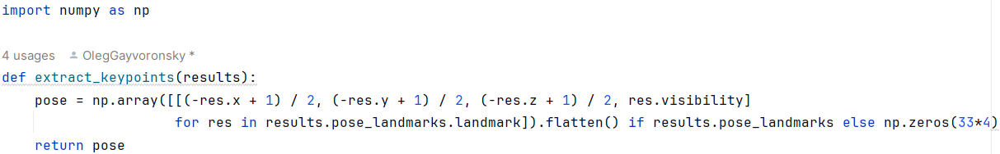 import numpy as np
4 usages OlegGayvoronsky *
def extract_keypoints(results):
    pose = np.array([[(-res.x + 1) / 2, (-res.y + 1) / 2, (-res.z + 1) / 2, res.visibility]
                    for res in results.pose_landmarks.landmark]).flatten() if results.pose_landmarks else np.zeros(33*4)
    return pose